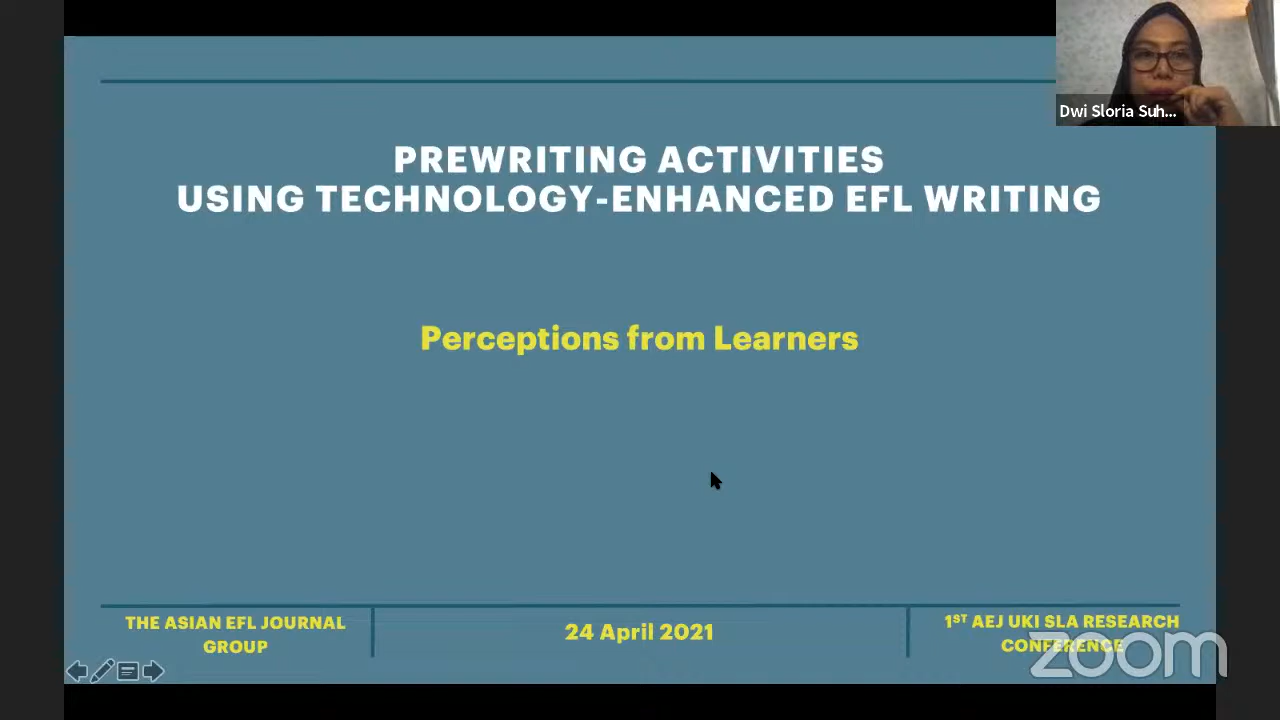 Dwi Sloria Suh...
PREWRITING ACTIVITIES
USING TECHNOLOGY-ENHANCED EFL WRITING
Perceptions from Learners
THE ASIAN EFL JOURNAL
GROUP
24 April 2021
1ST AEJ UKI SLA RESEARCH
CONFERENCE
zoom